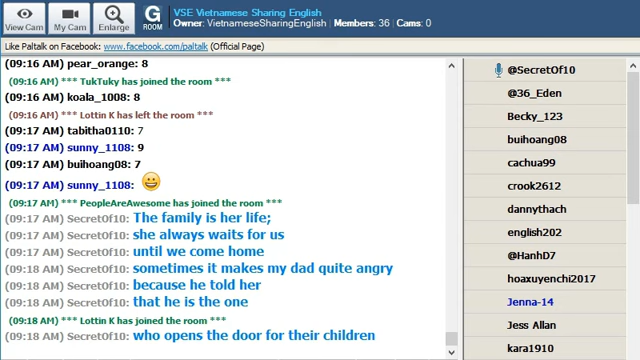 View Cam
My Cam
Enlarge
G
ROOM
VSE Vietnamese Sharing English
Owner: VietnameseSharingEnglish | Members: 36 | Cams: 0
Like Paltalk on Facebook: www.facebook.com/paltalk (Official Page)
(09:16 AM) pear_orange: 8
(09:16 AM) *** TukTuky has joined the room ***
(09:16 AM) koala_1008: 8
(09:16 AM) *** Lottin K has left the room ***
(09:17 AM) tabitha0110: 7
(09:17 AM) sunny_1108: 9
(09:17 AM) buihoang08: 7
(09:17 AM) sunny_1108:
(09:17 AM) *** PeopleAreAwesome has joined the room ***
(09:17 AM) SecretOf10: The family is her life;
(09:17 AM) SecretOf10: she always waits for us
(09:17 AM) SecretOf10: until we come home
(09:18 AM) SecretOf10: sometimes it makes my dad quite angry
(09:18 AM) SecretOf10: because he told her
(09:18 AM) SecretOf10: that he is the one
(09:18 AM) *** Lottin K has joined the room ***
(09:18 AM) SecretOf10: who opens the door for their children
@SecretOf10
@36_Eden
Becky_123
buihoang08
cachua99
crook2612
dannythach
english202
@HanhD7
hoaxuyenchi2017
Jenna-14
Jess Allan
kara1910